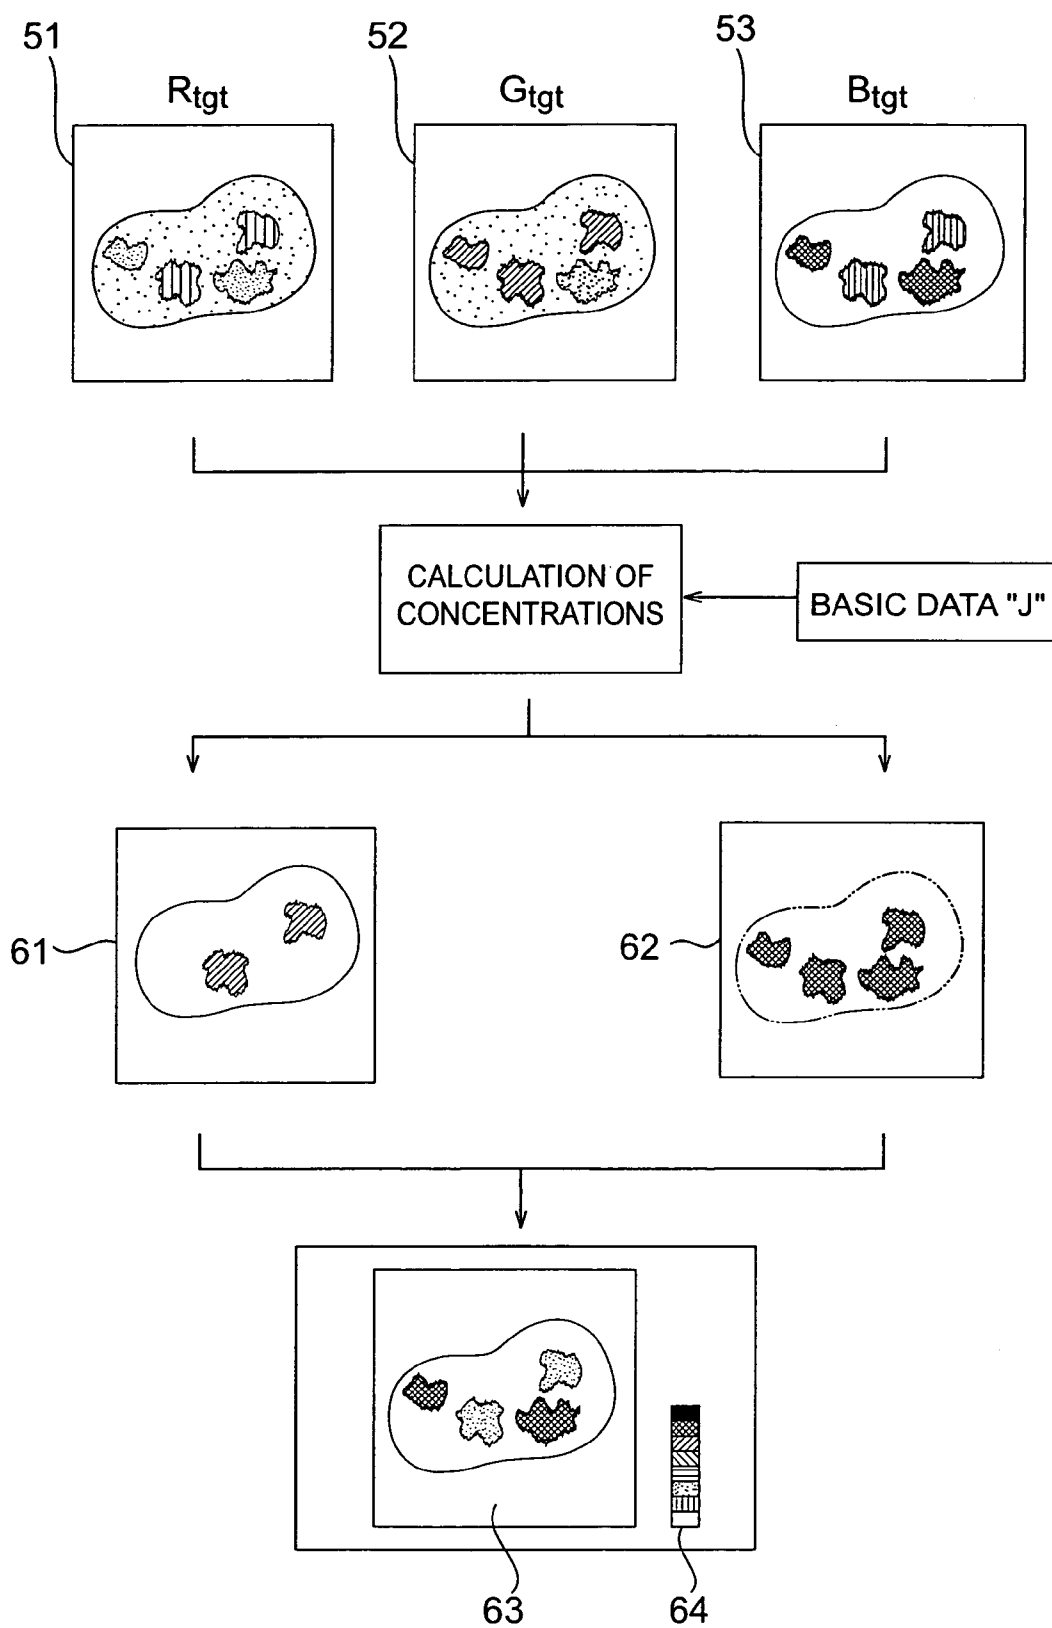 51
52
53
Rtgt
Gtgt
Btgt
CALCULATION OF
CONCENTRATIONS
BASIC DATA "J"
61
62
63
64